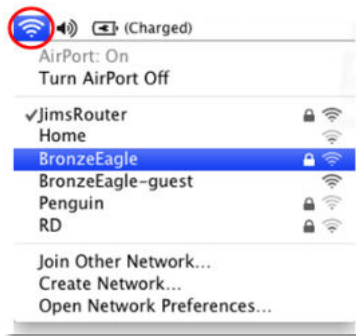 (Charged)
AirPort: On
Turn AirPort Off
✓JimsRouter
Home
BronzeEagle
BronzeEagle-guest
Penguin
RD
Join Other Network...
Create Network...
Open Network Preferences...